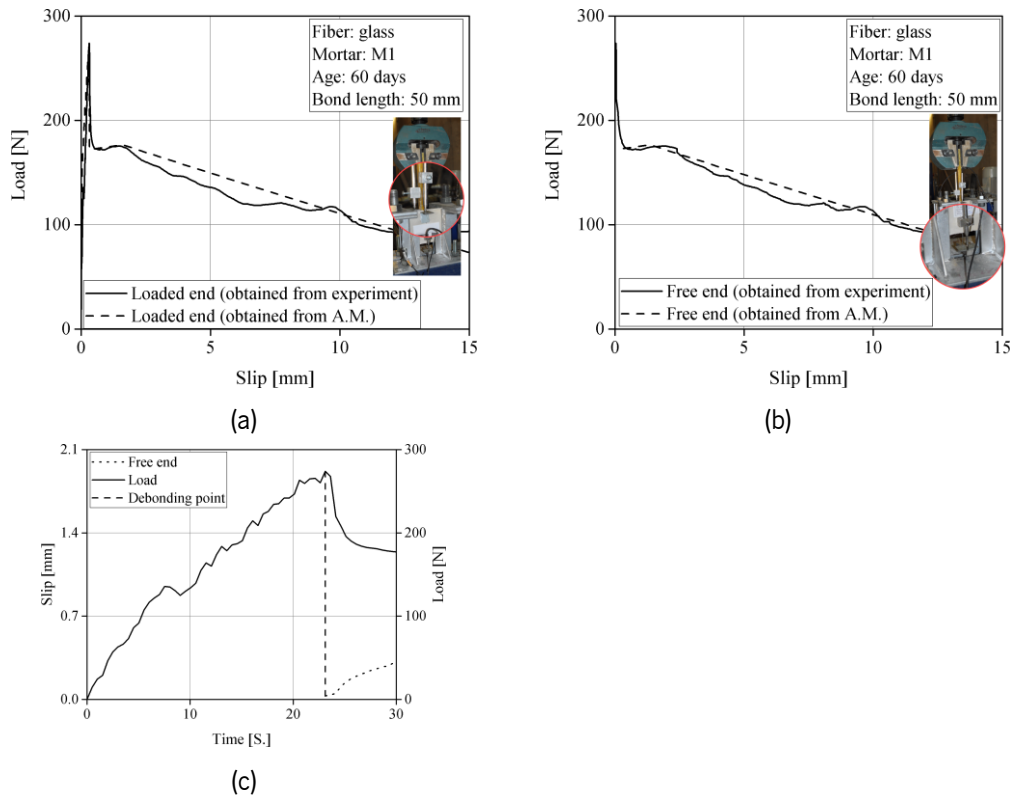 300
200
100
0
Load [N]
Fiber: glass
Mortar: M1
Age: 60 days
Bond length: 50 mm
Loaded end (obtained from experiment)
Loaded end (obtained from A.M.)
0 5 10 15
Slip [mm]
(a)
300
200
100
0
Load [N]
Fiber: glass
Mortar: M1
Age: 60 days
Bond length: 50 mm
Free end (obtained from experiment)
Free end (obtained from A.M.)
0 5 10 15
Slip [mm]
(b)
2.1
1.4
0.7
0.0
Slip [mm]
Free end
Load
Debonding point
300
200
100
0
Load [N]
0 10 20 30
Time [S.]
(c)